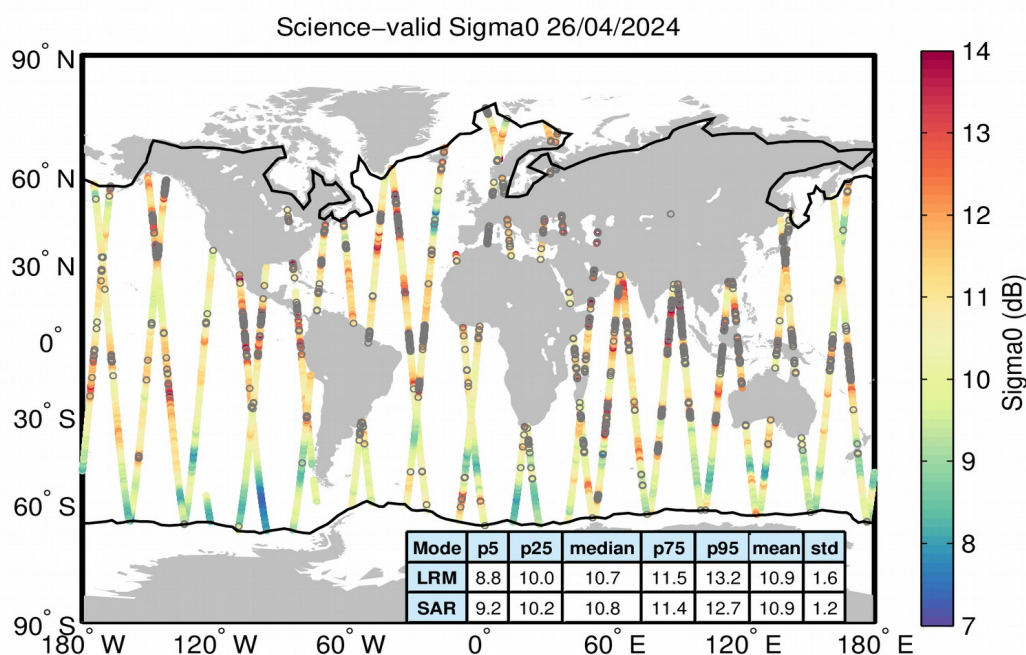 Science−valid Sigma0 26/04/2024
90° N
60° N
30° N
0°
30° S
60° S
90° S
180° W
120° W
60° W
0°
60° E
120° E
180° E
Mode p5 p25 median p75 p95 mean std
LRM 8.8 10.0 10.7 11.5 13.2 10.9 1.6
SAR 9.2 10.2 10.8 11.4 12.7 10.9 1.2
14
13
12
11
10
9
8
7
Sigma0 (dB)